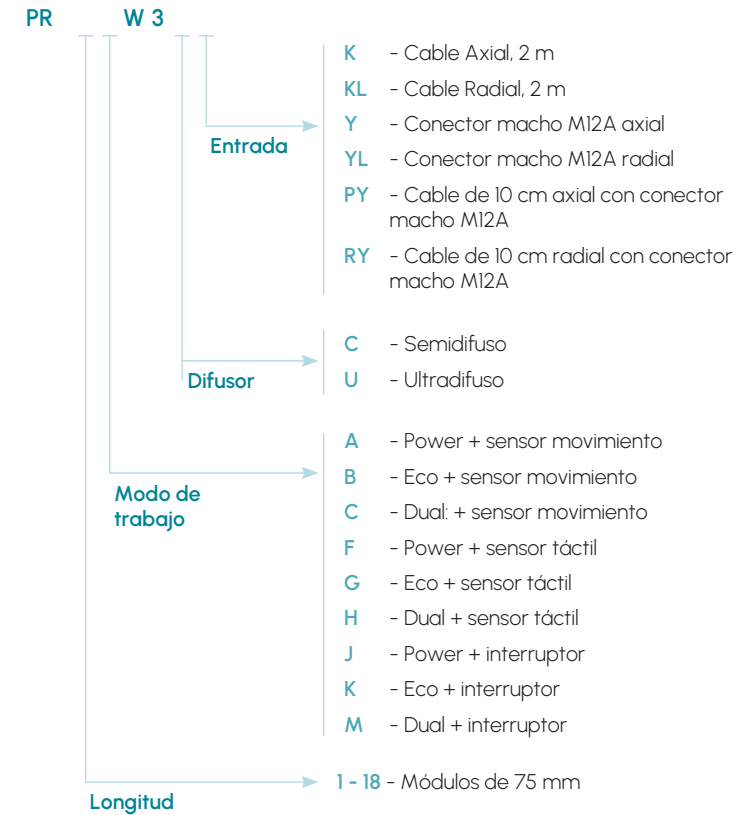 PR W 3
K - Cable Axial, 2 m
KL - Cable Radial, 2 m
Y - Conector macho M12A axial
Entrada
YL - Conector macho M12A radial
PY - Cable de 10 cm axial con conector
macho M12A
RY - Cable de 10 cm radial con conector
macho M12A
C - Semidifuso
Difusor
U - Ultradifuso
A - Power + sensor movimiento
B - Eco + sensor movimiento
Modo de
trabajo
C - Dual: + sensor movimiento
F - Power + sensor táctil
G - Eco + sensor táctil
H - Dual + sensor táctil
J - Power + interruptor
K - Eco + interruptor
M - Dual + interruptor
1 - 18 - Módulos de 75 mm
Longitud